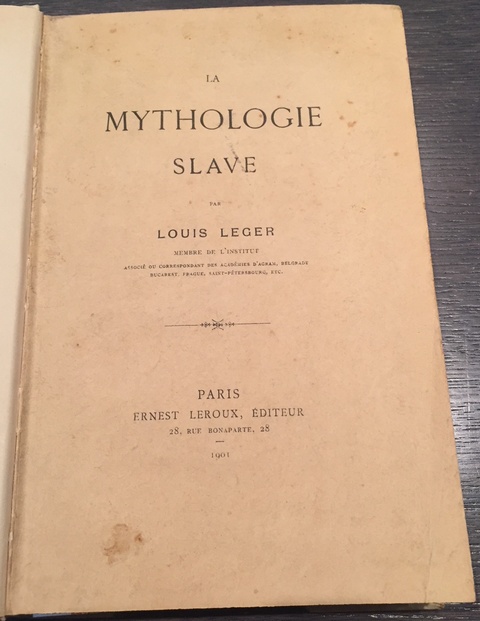 LA
MYTHOLOGIE
SLAVE
PAR
LOUIS LEGER
MEMBRE DE L'INSTITUT
ASSOCIÉ OU CORRESPONDANT DES ACADÉMIES D'AGRAM, BELGRADE
BUCAREST, PRAGUE, SAINT-PÉTERSBOURG, ETC.
PARIS
ERNEST LEROUX, ÉDITEUR
28, RUE BONAPARTE, 28
1901